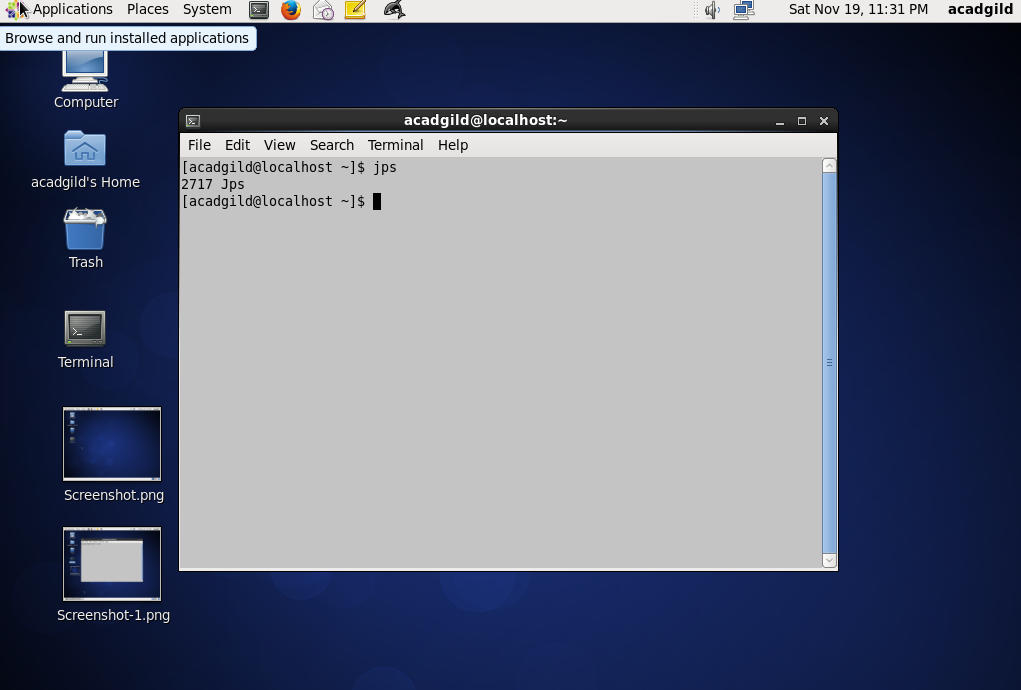 Applications Places System Sat Nov 19, 11:31 PM acadgild
Browse and run installed applications
Computer
acadgild's Home
Trash
Terminal
Screenshot.png
Screenshot-1.png
acadgild@localhost:~
File Edit View Search Terminal Help
[acadgild@localhost ~]$ jps
2717 Jps
[acadgild@localhost ~]$